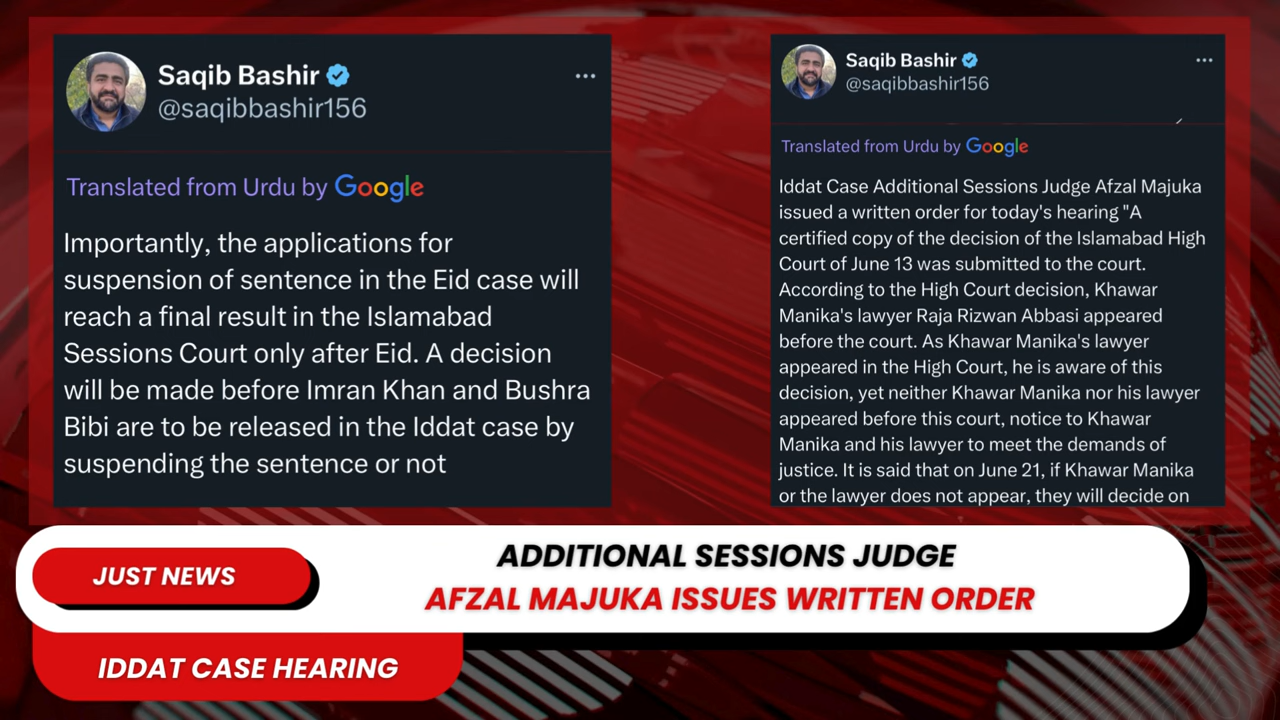 Saqib Bashir
@saqibbashir156
Translated from Urdu by Google
Importantly, the applications for
suspension of sentence in the Eid case will
reach a final result in the Islamabad
Sessions Court only after Eid. A decision
will be made before Imran Khan and Bushra
Bibi are to be released in the Iddat case by
suspending the sentence or not
Saqib Bashir
@saqibbashir156
Translated from Urdu by Google
Iddat Case Additional Sessions Judge Afzal Majuka
issued a written order for today's hearing "A
certified copy of the decision of the Islamabad High
Court of June 13 was submitted to the court.
According to the High Court decision, Khawar
Manika's lawyer Raja Rizwan Abbasi appeared
before the court. As Khawar Manika's lawyer
appeared in the High Court, he is aware of this
decision, yet neither Khawar Manika nor his lawyer
appeared before this court, notice to Khawar
Manika and his lawyer to meet the demands of
justice. It is said that on June 21, if Khawar Manika
or the lawyer does not appear, they will decide on
JUST NEWS
ADDITIONAL SESSIONS JUDGE
AFZAL MAJUKA ISSUES WRITTEN ORDER
IDDAT CASE HEARING